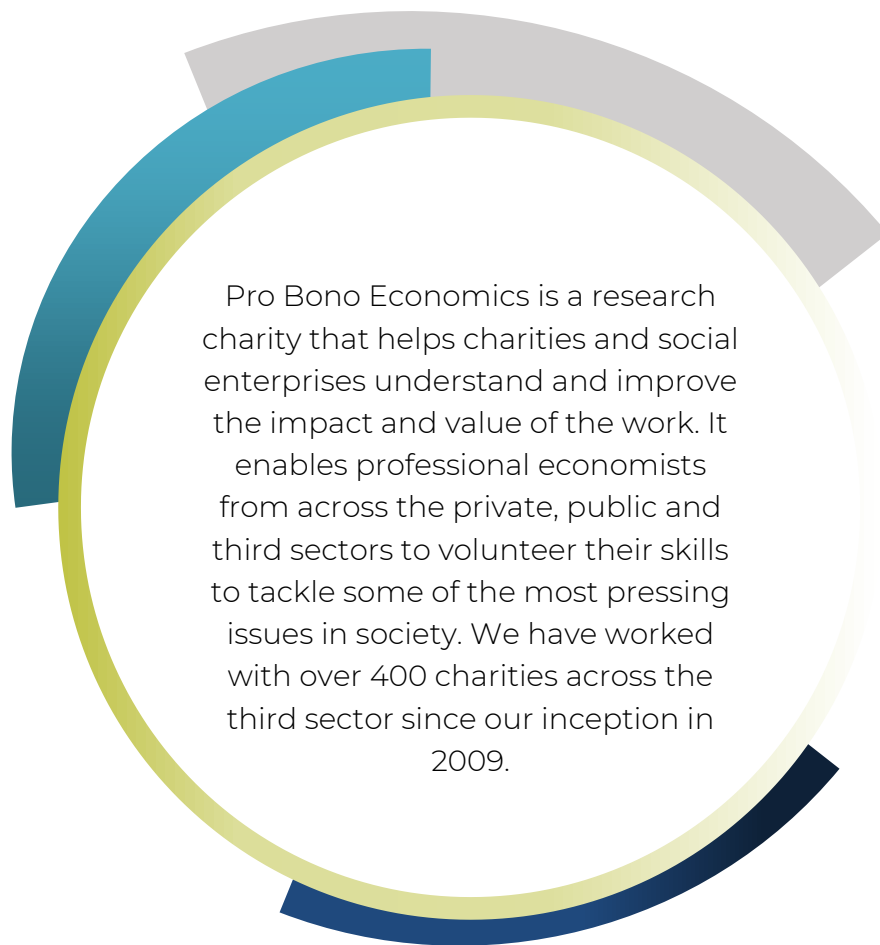 Pro Bono Economics is a research
charity that helps charities and social
enterprises understand and improve
the impact and value of the work. It
enables professional economists
from across the private, public and
third sectors to volunteer their skills
to tackle some of the most pressing
issues in society. We have worked
with over 400 charities across the
third sector since our inception in
2009.